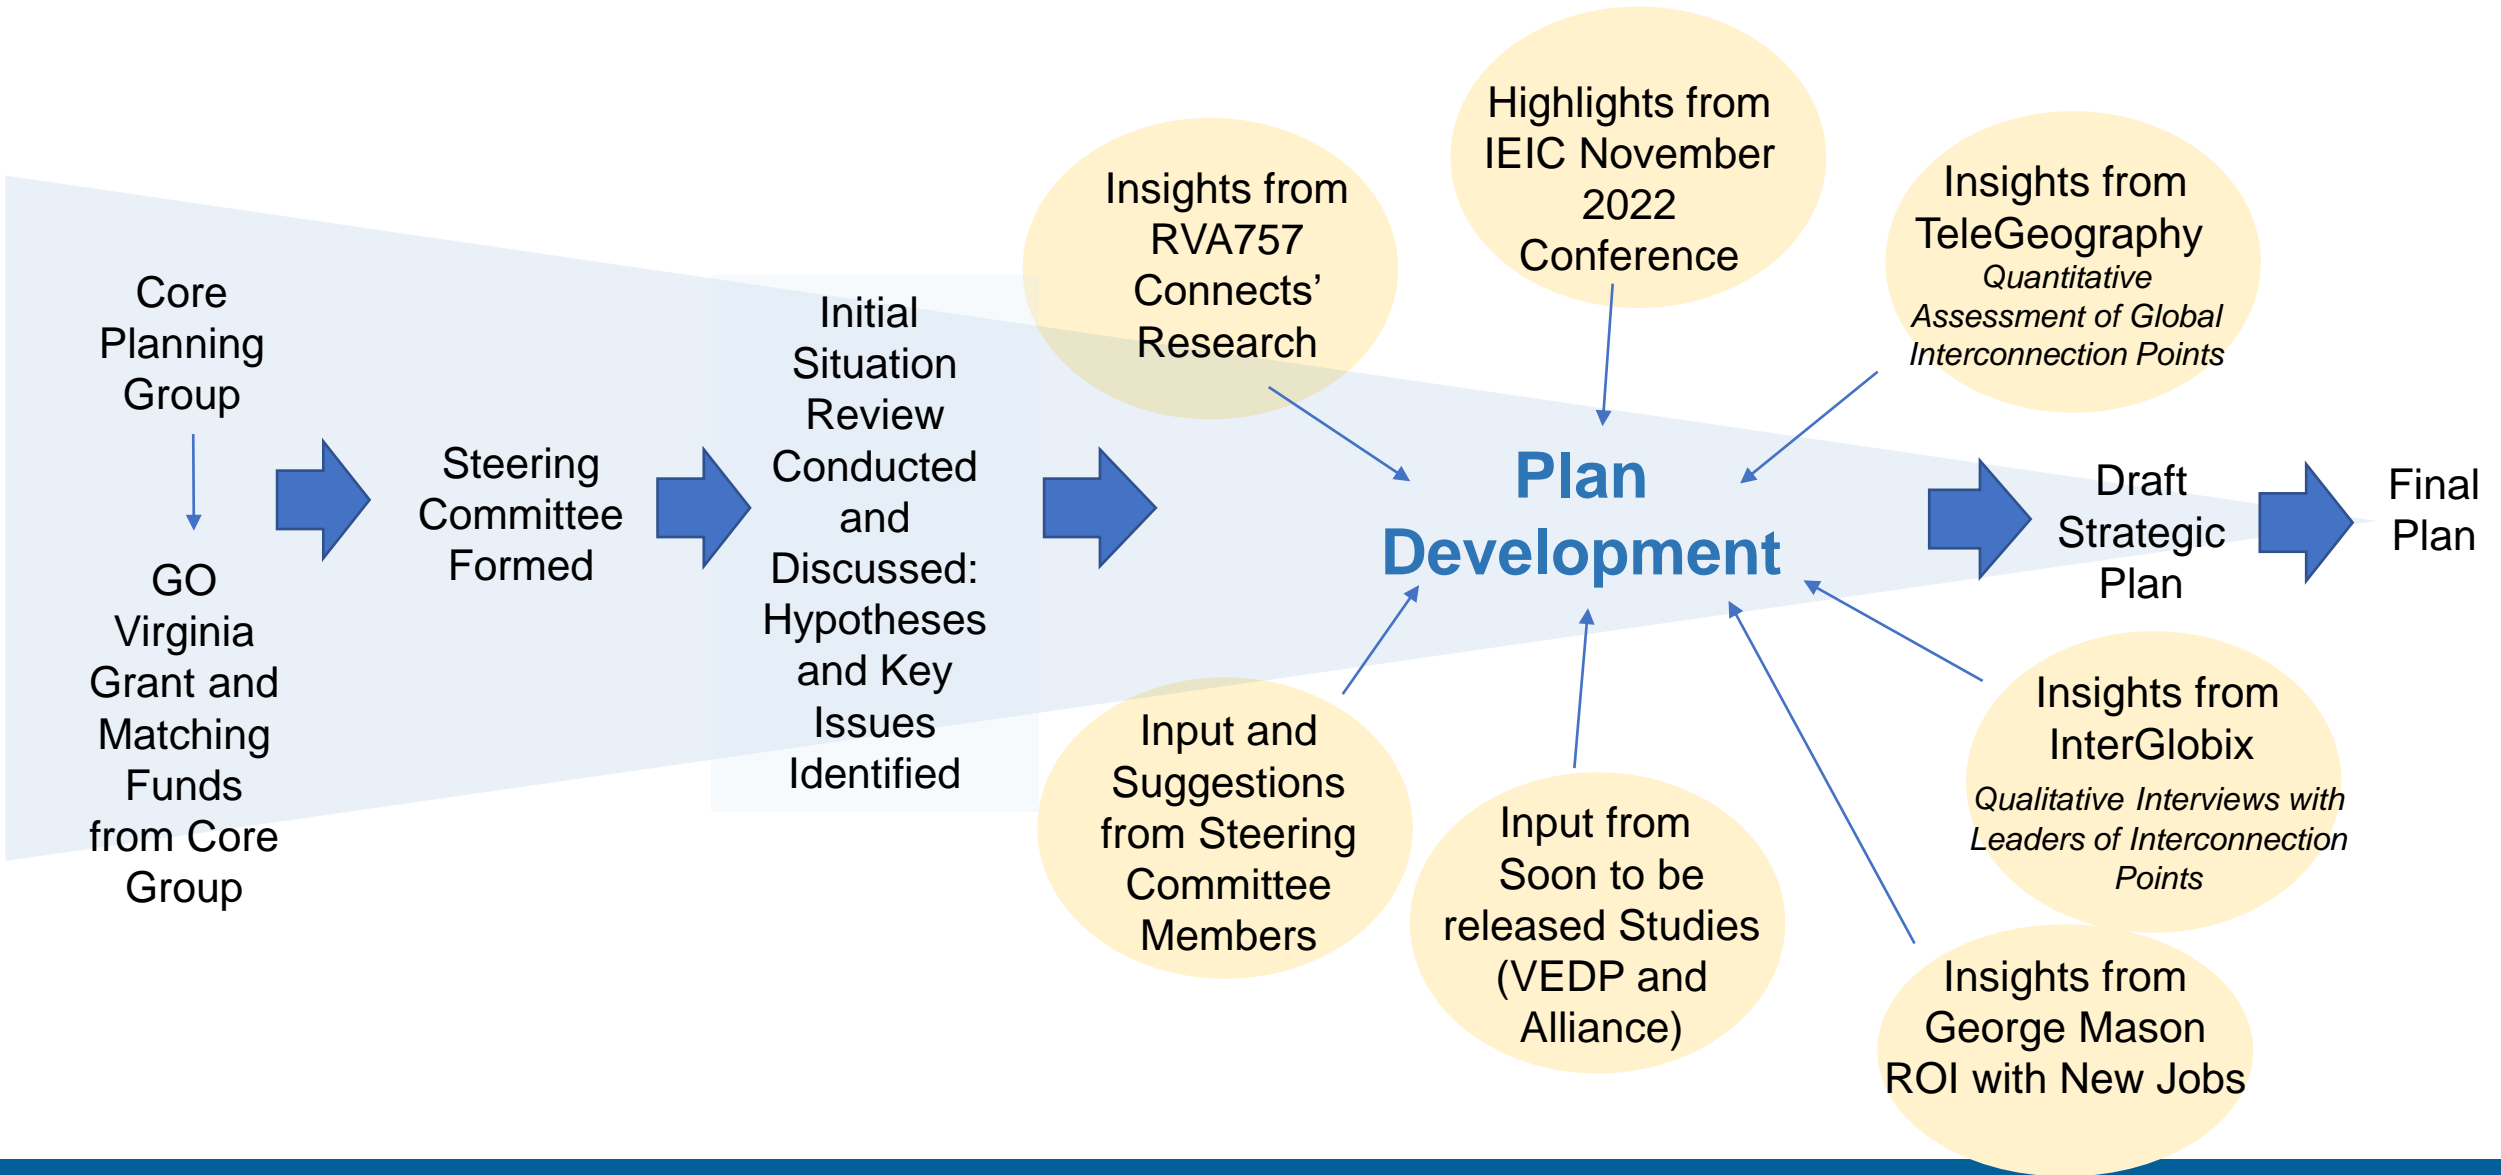 Core
Planning
Group
GO
Virginia
Grant and
Matching
Funds
from Core
Group
Steering
Committee
Formed
Initial
Situation
Review
Conducted
and
Discussed:
Hypotheses
and Key
Issues
Identified
Insights from
RVA757
Connects’
Research
Highlights from
IEIC November
2022
Conference
Insights from
TeleGeography
Quantitative
Assessment of Global
Interconnection Points
Plan
Development
Input and
Suggestions
from Steering
Committee
Members
Input from
Soon to be
released Studies
(VEDP and
Alliance)
Insights from
InterGlobix
Qualitative Interviews with
Leaders of Interconnection
Points
Insights from
George Mason
ROI with New Jobs
Draft
Strategic
Plan
Final
Plan